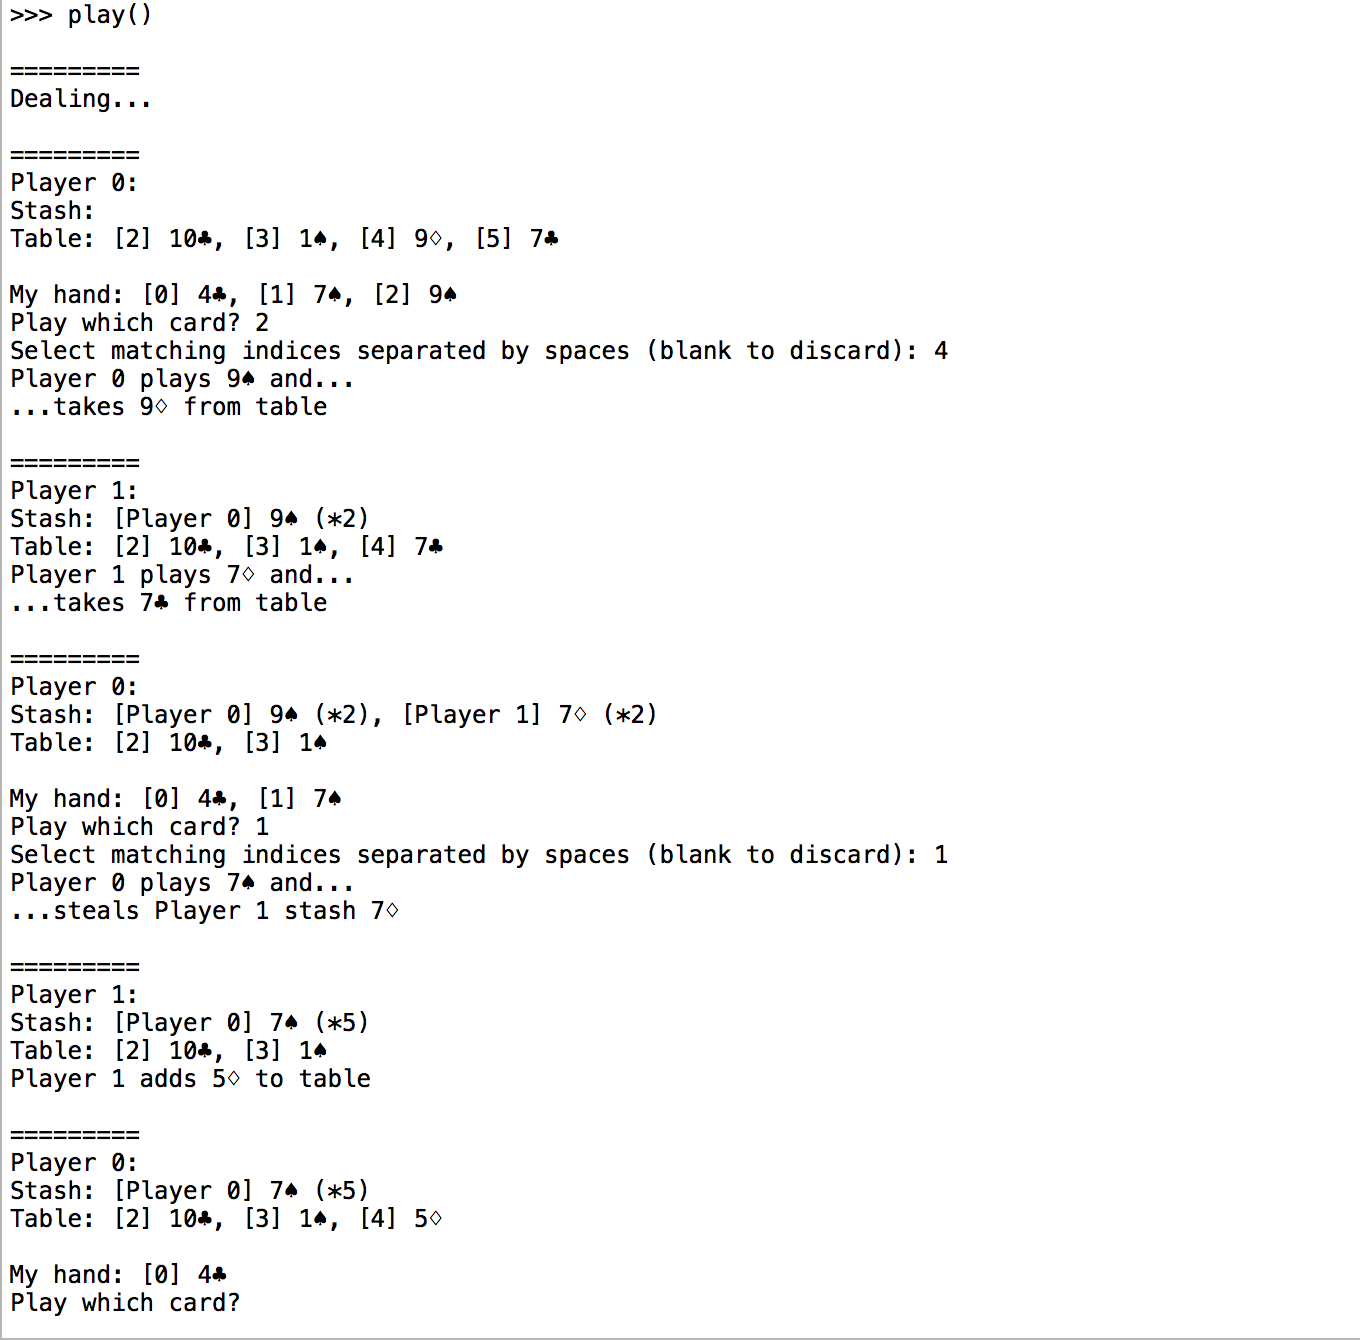 >>> play()
=========
Dealing...
=========
Player 0:
Stash:
Table: [2] 10♣, [3] 1♠, [4] 9♢, [5] 7♣
My hand: [0] 4♣, [1] 7♠, [2] 9♠
Play which card? 2
Select matching indices separated by spaces (blank to discard): 4
Player 0 plays 9♠ and...
...takes 9♢ from table
=========
Player 1:
Stash: [Player 0] 9♠ (*2)
Table: [2] 10♣, [3] 1♠, [4] 7♣
Player 1 plays 7♢ and...
...takes 7♣ from table
=========
Player 0:
Stash: [Player 0] 9♠ (*2), [Player 1] 7♢ (*2)
Table: [2] 10♣, [3] 1♠
My hand: [0] 4♣, [1] 7♠
Play which card? 1
Select matching indices separated by spaces (blank to discard): 1
Player 0 plays 7♠ and...
...steals Player 1 stash 7♢
=========
Player 1:
Stash: [Player 0] 7♠ (*5)
Table: [2] 10♣, [3] 1♠
Player 1 adds 5♢ to table
=========
Player 0:
Stash: [Player 0] 7♠ (*5)
Table: [2] 10♣, [3] 1♠, [4] 5♢
My hand: [0] 4♣
Play which card?